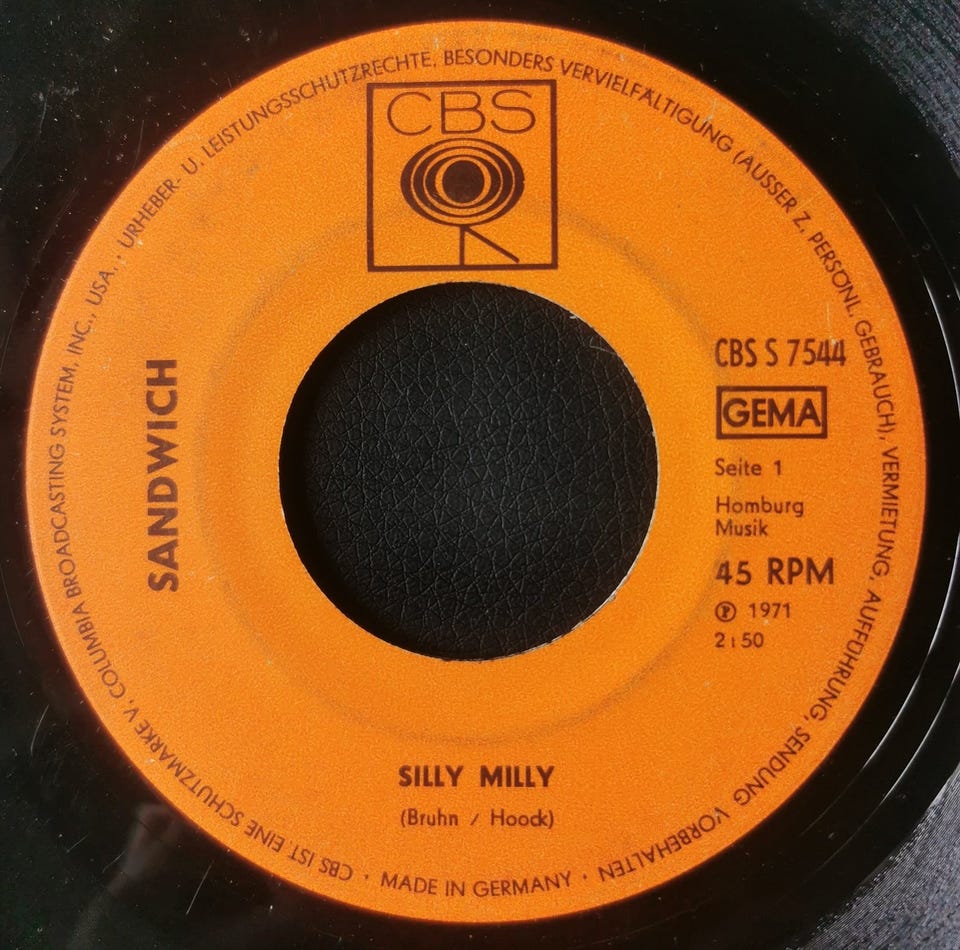 CBS IST EINE SCHUTZMARKE V. COLUMBIA BROADCASTING SYSTEM, INC., USA. · URHEBER- U. LEISTUNGSSCHUTZRECHTE, BESONDERS VERVIELFÄLTIGUNG (AUSSER Z. PERSÖNL. GEBRAUCH), VERMIETUNG, AUFFÜHRUNG, SENDUNG VORBEHALTEN · MADE IN GERMANY ·
CBS
SANDWICH
CBS S 7544
GEMA
Seite 1
Homburg
Musik
45 RPM
℗ 1971
2:50
SILLY MILLY
(Bruhn / Hoock)